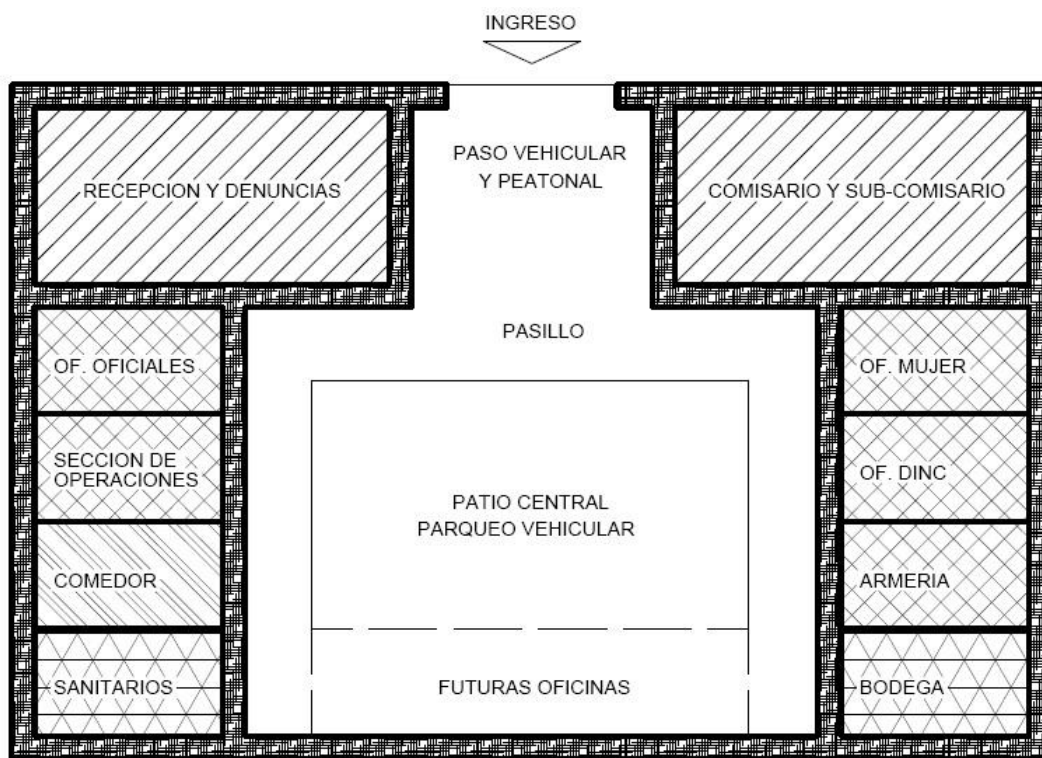 INGRESO
PASO VEHICULAR
Y PEATONAL
RECEPCION Y DENUNCIAS
COMISARIO Y SUB-COMISARIO
PASILLO
OF. OFICIALES
OF. MUJER
SECCION DE
OPERACIONES
OF. DINC
PATIO CENTRAL
PARQUEO VEHICULAR
COMEDOR
ARMERIA
SANITARIOS
FUTURAS OFICINAS
BODEGA